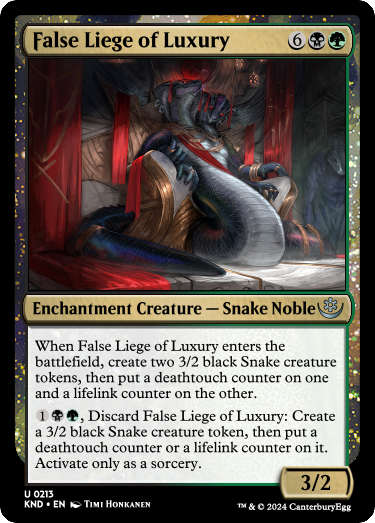 False Liege of Luxury 6
Enchantment Creature — Snake Noble
When False Liege of Luxury enters the
battlefield, create two 3/2 black Snake creature
tokens, then put a deathtouch counter on one
and a lifelink counter on the other.
1, Discard False Liege of Luxury: Create
a 3/2 black Snake creature token, then put a
deathtouch counter or a lifelink counter on it.
Activate only as a sorcery.
3/2
U 0213
KND • EN Timi Honkanen
™ & © 2024 CanterburyEgg